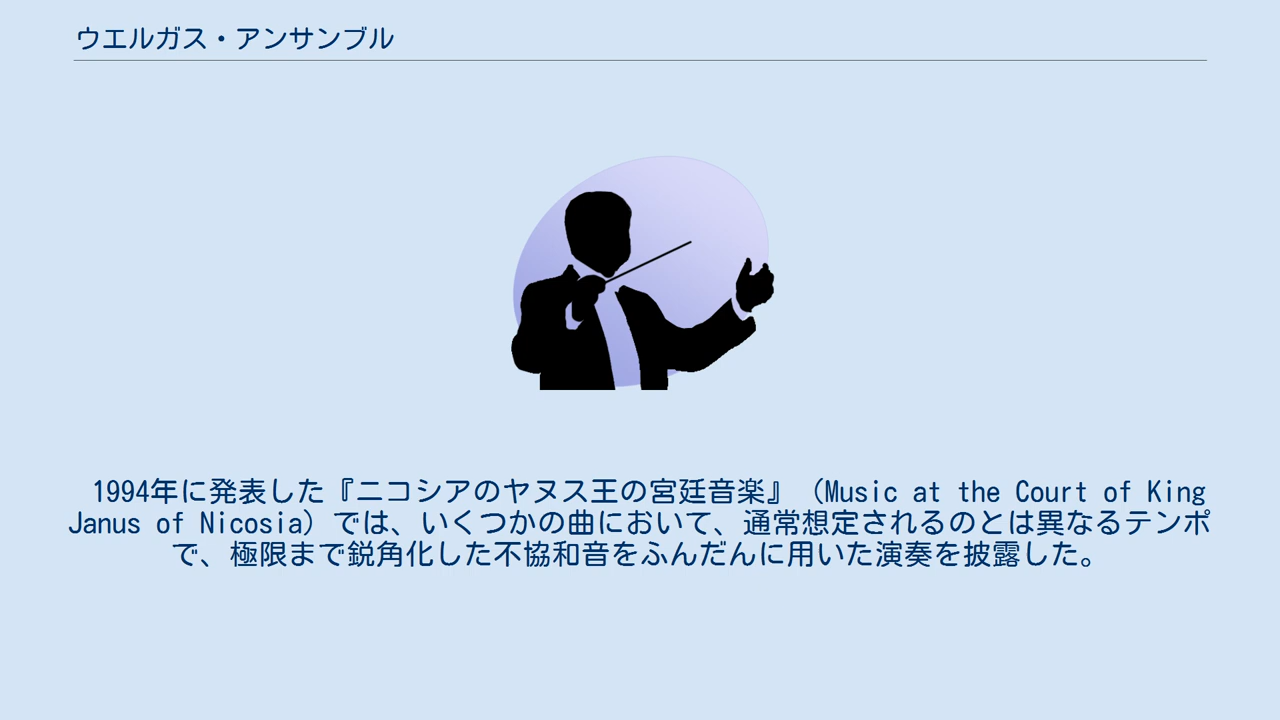 ウエルガス・アンサンブル
1994年に発表した『ニコシアのヤヌス王の宮廷音楽』（Music at the Court of King
Janus of Nicosia）では、いくつかの曲において、通常想定されるのとは異なるテンポ
で、極限まで鋭角化した不協和音をふんだんに用いた演奏を披露した。